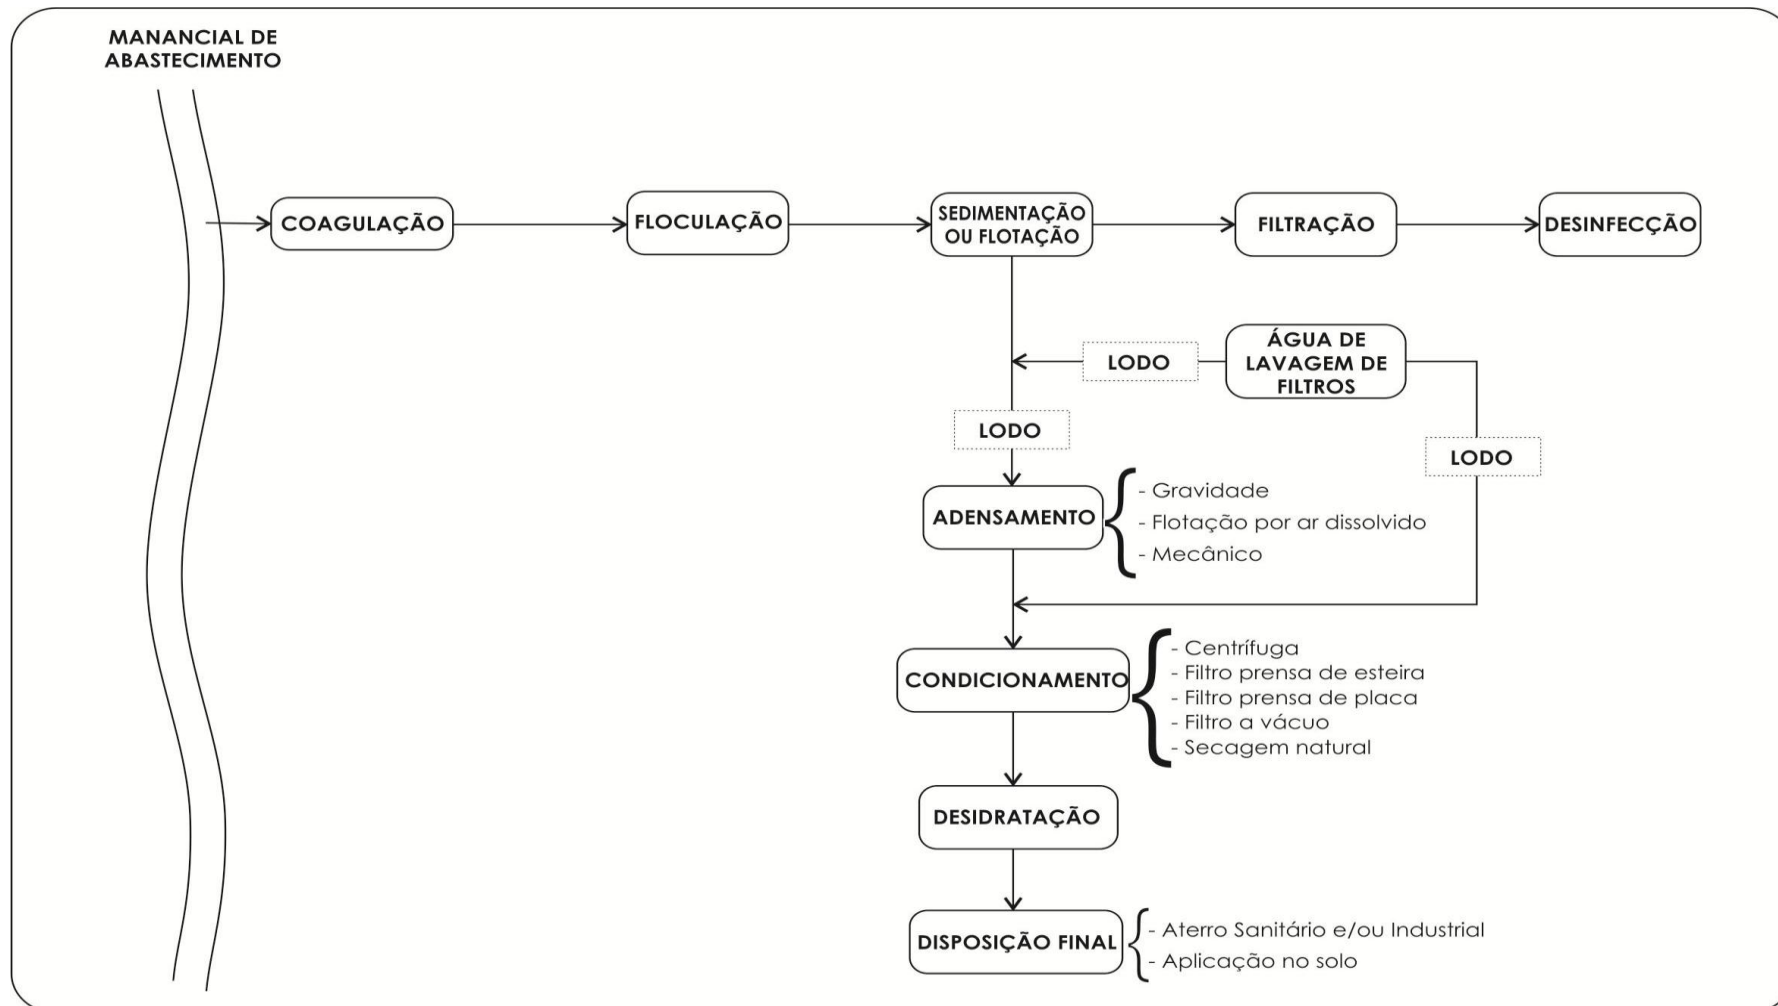 MANANCIAL DE
ABASTECIMENTO
COAGULAÇÃO
FLOCULAÇÃO
SEDIMENTAÇÃO
OU FLOTAÇÃO
FILTRAÇÃO
DESINFECÇÃO
ÁGUA DE
LAVAGEM DE
FILTROS
LODO
LODO
LODO
ADENSAMENTO
- Gravidade
- Flotação por ar dissolvido
- Mecânico
CONDICIONAMENTO
- Centrífuga
- Filtro prensa de esteira
- Filtro prensa de placa
- Filtro a vácuo
- Secagem natural
DESIDRATAÇÃO
DISPOSIÇÃO FINAL
- Aterro Sanitário e/ou Industrial
- Aplicação no solo